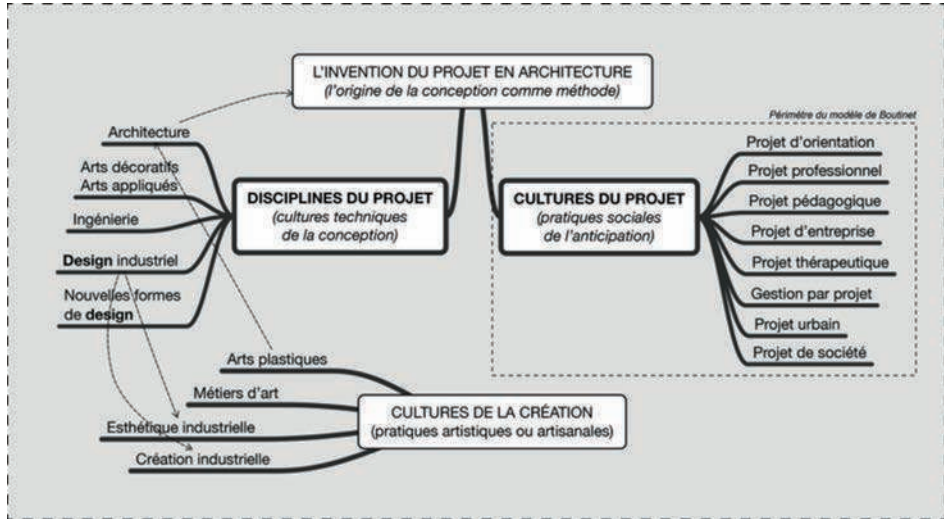 L'INVENTION DU PROJET EN ARCHITECTURE
(l'origine de la conception comme méthode)
Périmètre du modèle de Boutinet
Architecture
Arts décoratifs
Arts appliqués
Ingénierie
Design industriel
Nouvelles formes
de design
DISCIPLINES DU PROJET
(cultures techniques
de la conception)
CULTURES DU PROJET
(pratiques sociales
de l'anticipation)
Projet d'orientation
Projet professionnel
Projet pédagogique
Projet d'entreprise
Projet thérapeutique
Gestion par projet
Projet urbain
Projet de société
Arts plastiques
Métiers d'art
Esthétique industrielle
Création industrielle
CULTURES DE LA CRÉATION
(pratiques artistiques ou artisanales)